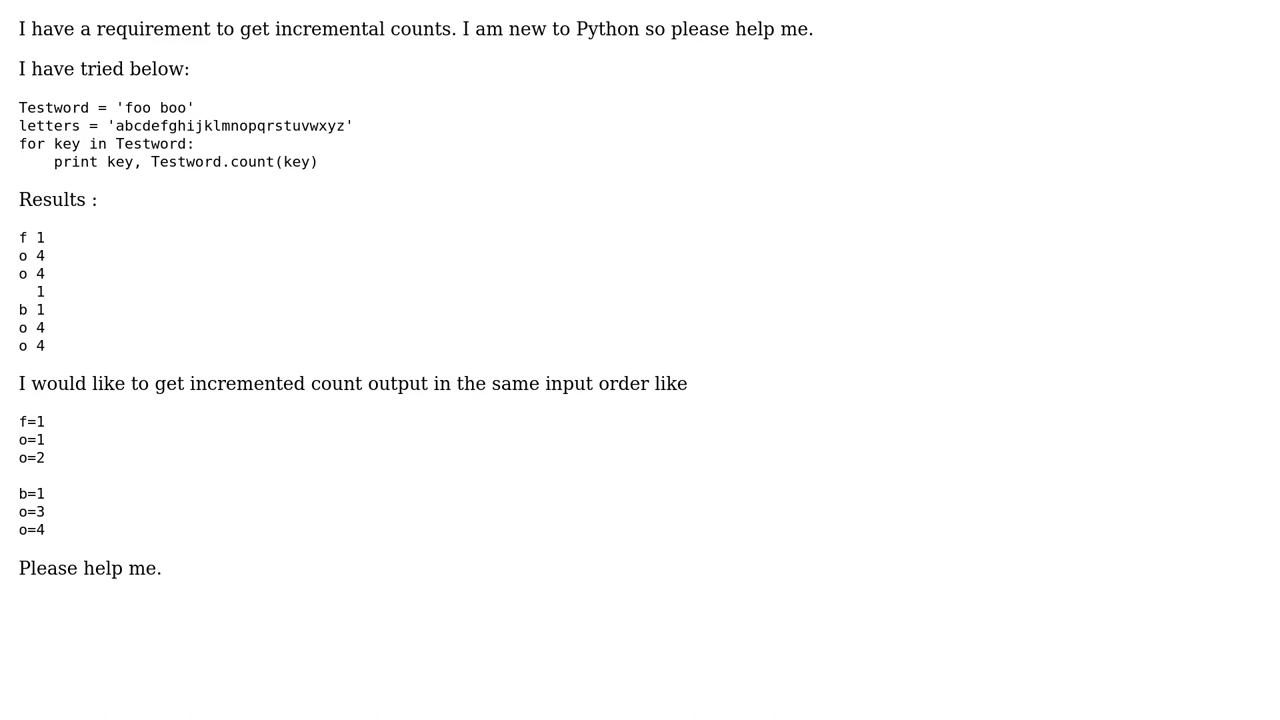 I have a requirement to get incremental counts. I am new to Python so please help me.
I have tried below:
Testword = 'foo boo'
letters = 'abcdefghijklmnopqrstuvwxyz'
for key in Testword:
    print key, Testword.count(key)
Results :
f 1
o 4
o 4
  1
b 1
o 4
o 4
I would like to get incremented count output in the same input order like
f=1
o=1
o=2

b=1
o=3
o=4
Please help me.